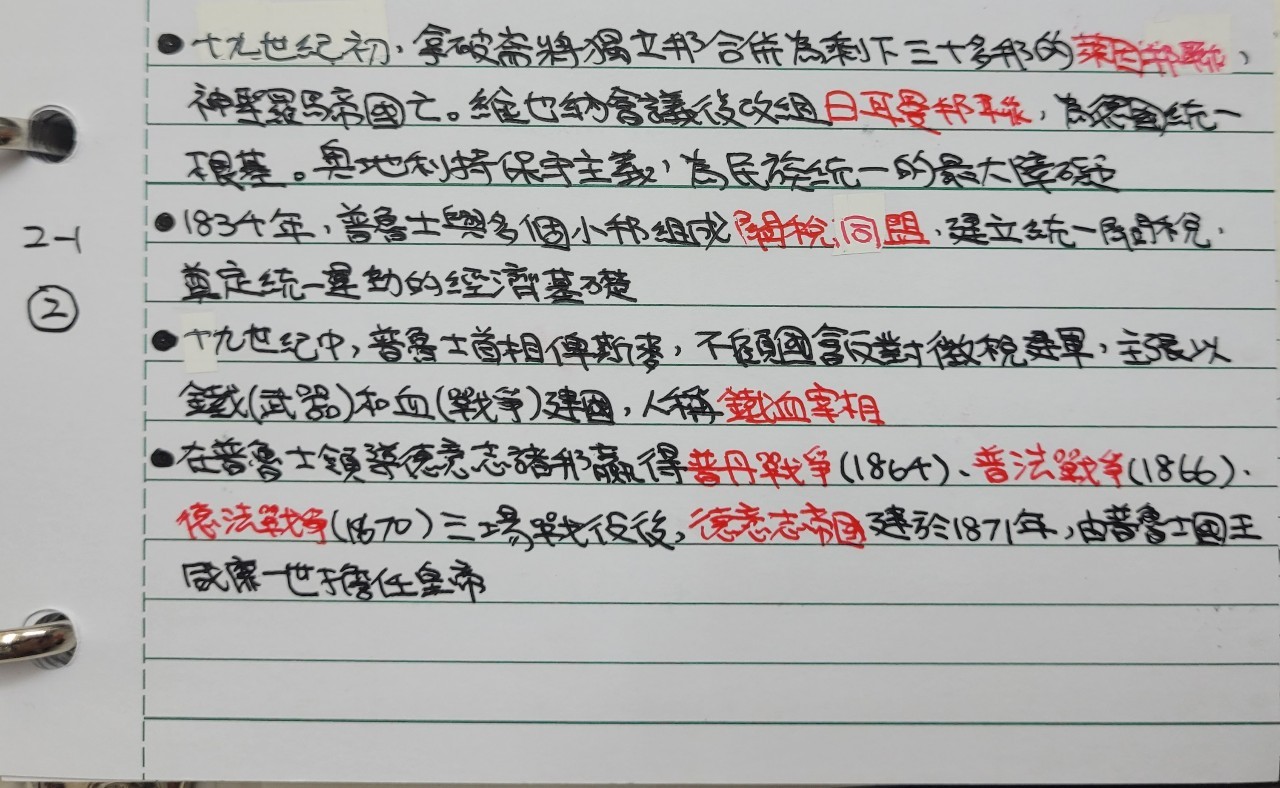 ●十九世紀初，拿破崙將獨立邦合併為剩下三十多邦的萊因邦聯，
神聖羅馬帝國亡。維也納會議後改組日耳曼邦聯，為德國統一
根基。奧地利持保守主義，為民族統一的最大障礙
2-1
●1834年，普魯士與多個小邦組成關稅同盟，建立統一關稅，
奠定統一運動的經濟基礎
②
●十九世紀中，普魯士首相俾斯麥，不顧國會反對徵稅建軍，主張以
鐵(武器)和血(戰爭)建國，人稱鐵血宰相
●在普魯士領導德意志諸邦贏得普丹戰爭(1864)、普法戰爭(1866)、
德法戰爭(1870)三場戰役後，德意志帝國建於1871年，由普魯士國王
威廉一世擔任皇帝